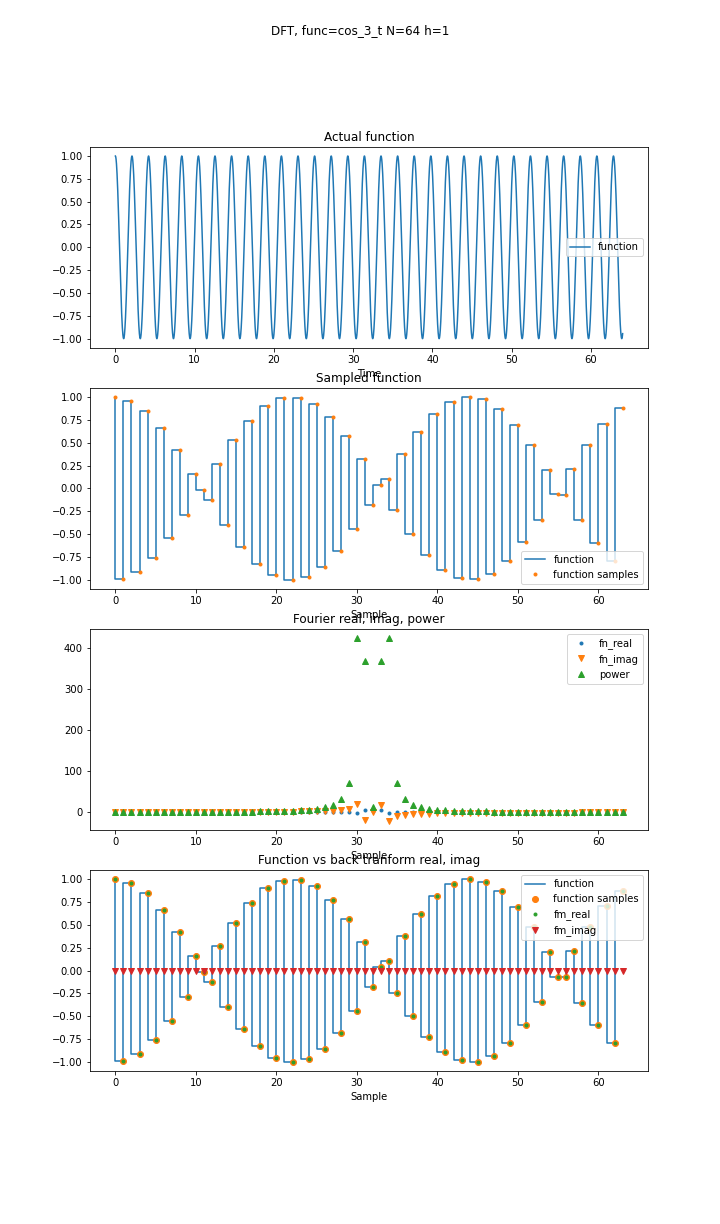 DFT, func=cos_3_t N=64 h=1
Actual function
1.00
0.75
0.50
0.25
0.00
−0.25
−0.50
−0.75
−1.00
function
0 10 20 30 40 50 60
Time
Sampled function
1.00
0.75
0.50
0.25
0.00
−0.25
−0.50
−0.75
−1.00
function
function samples
0 10 20 30 40 50 60
Sample
Fourier real, imag, power
400
300
200
100
0
fn_real
fn_imag
power
0 10 20 30 40 50 60
Sample
Function vs back tranform real, imag
1.00
0.75
0.50
0.25
0.00
−0.25
−0.50
−0.75
−1.00
function
function samples
fm_real
fm_imag
0 10 20 30 40 50 60
Sample